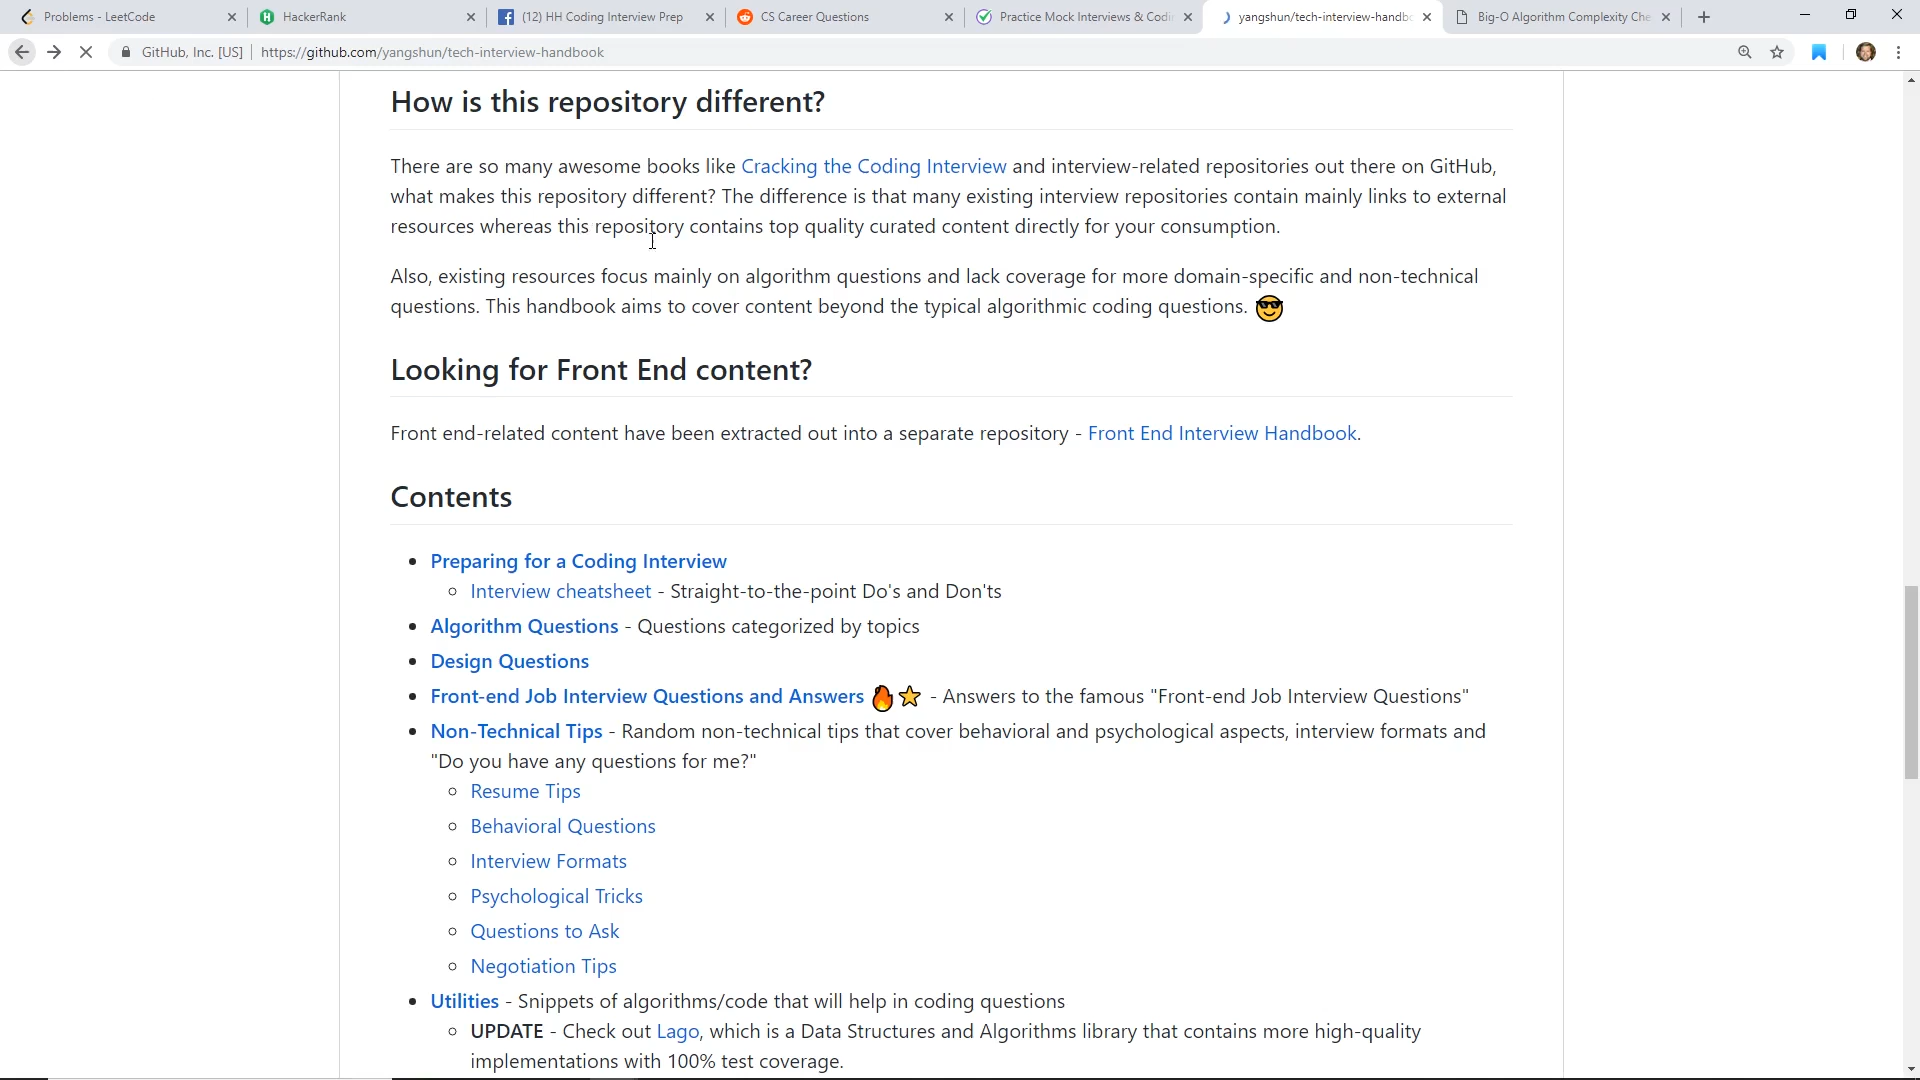 Problems - LeetCode
HackerRank
(12) HH Coding Interview Prep
CS Career Questions
Practice Mock Interviews & Codi
yangshun/tech-interview-handbo
Big-O Algorithm Complexity Che
GitHub, Inc. [US]
https://github.com/yangshun/tech-interview-handbook
How is this repository different?
There are so many awesome books like Cracking the Coding Interview and interview-related repositories out there on GitHub,
what makes this repository different? The difference is that many existing interview repositories contain mainly links to external
resources whereas this repository contains top quality curated content directly for your consumption.
Also, existing resources focus mainly on algorithm questions and lack coverage for more domain-specific and non-technical
questions. This handbook aims to cover content beyond the typical algorithmic coding questions. 😎
Looking for Front End content?
Front end-related content have been extracted out into a separate repository - Front End Interview Handbook.
Contents
Preparing for a Coding Interview
Interview cheatsheet - Straight-to-the-point Do's and Don'ts
Algorithm Questions - Questions categorized by topics
Design Questions
Front-end Job Interview Questions and Answers 🔥⭐ - Answers to the famous "Front-end Job Interview Questions"
Non-Technical Tips - Random non-technical tips that cover behavioral and psychological aspects, interview formats and
"Do you have any questions for me?"
Resume Tips
Behavioral Questions
Interview Formats
Psychological Tricks
Questions to Ask
Negotiation Tips
Utilities - Snippets of algorithms/code that will help in coding questions
UPDATE - Check out Lago, which is a Data Structures and Algorithms library that contains more high-quality
implementations with 100% test coverage.